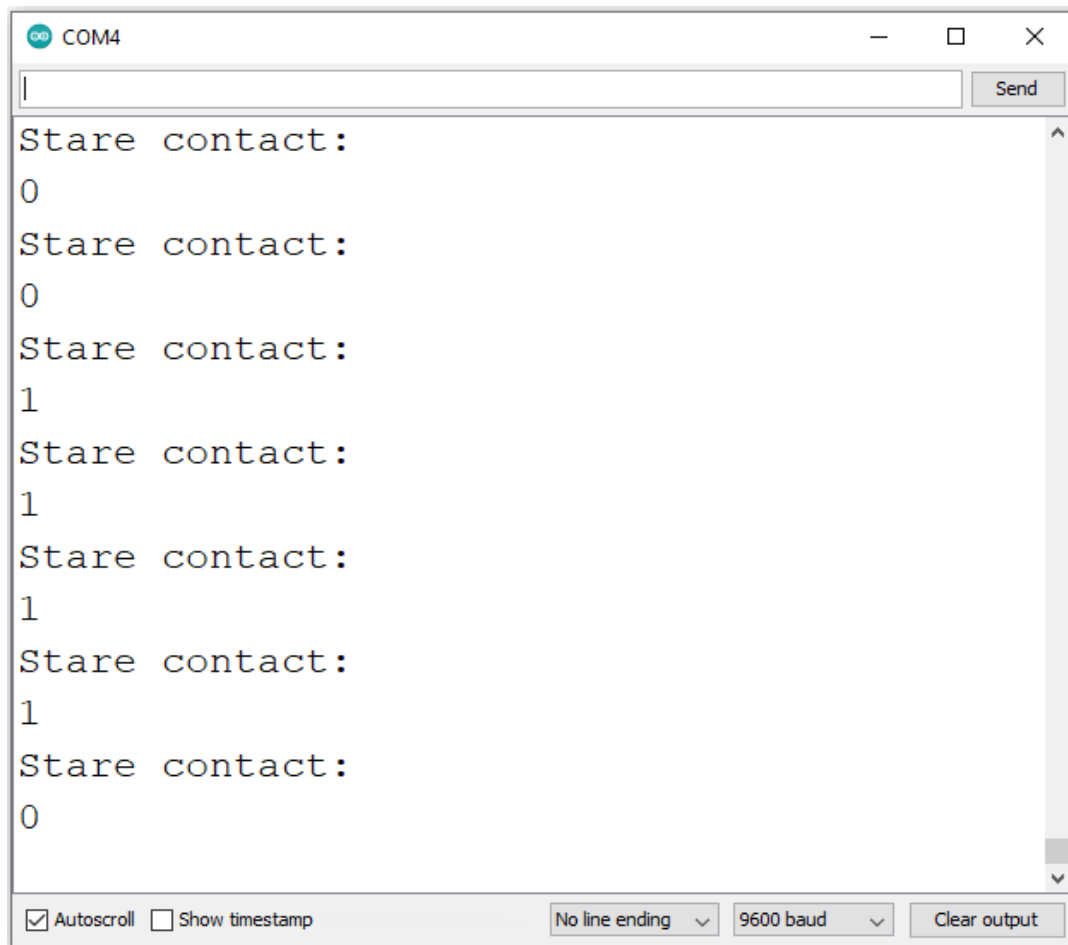 COM4
Send
Stare contact:
0
Stare contact:
0
Stare contact:
1
Stare contact:
1
Stare contact:
1
Stare contact:
1
Stare contact:
0
Autoscroll Show timestamp No line ending 9600 baud Clear output